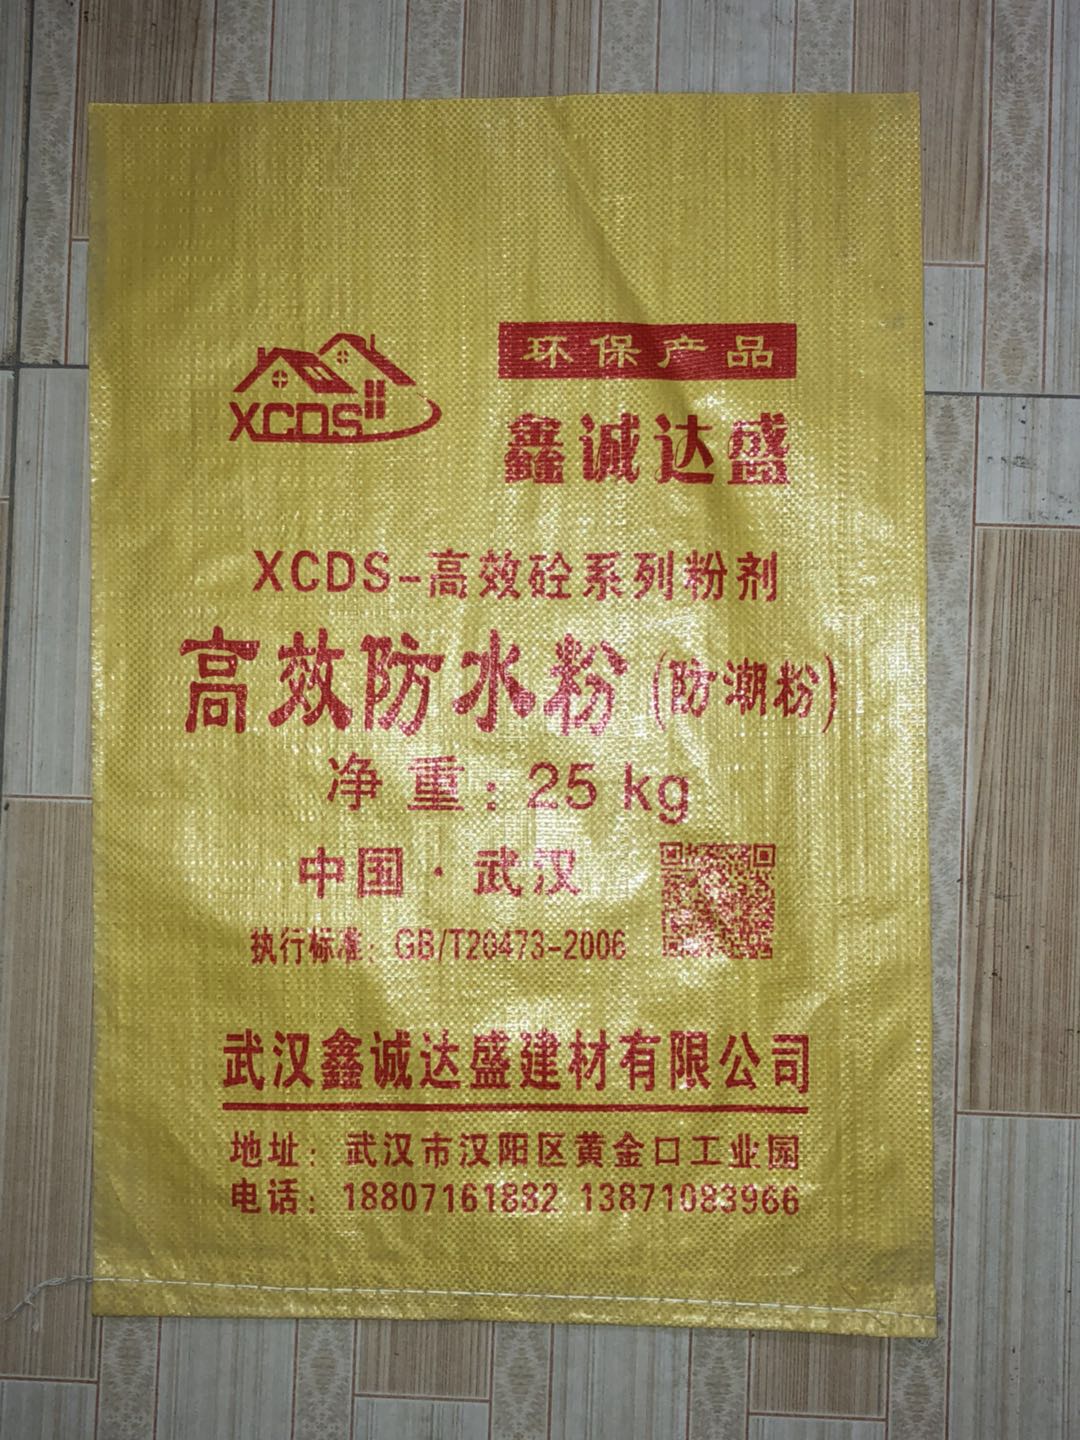 环保产品
XCDS
鑫诚达盛
XCDS-高效砼系列粉剂
高效防水粉(防潮粉)
净重：25kg
中国·武汉
执行标准：GB/T20473-2006
武汉鑫诚达盛建材有限公司
地址：武汉市汉阳区黄金口工业园
电话：18807161882 13871083966